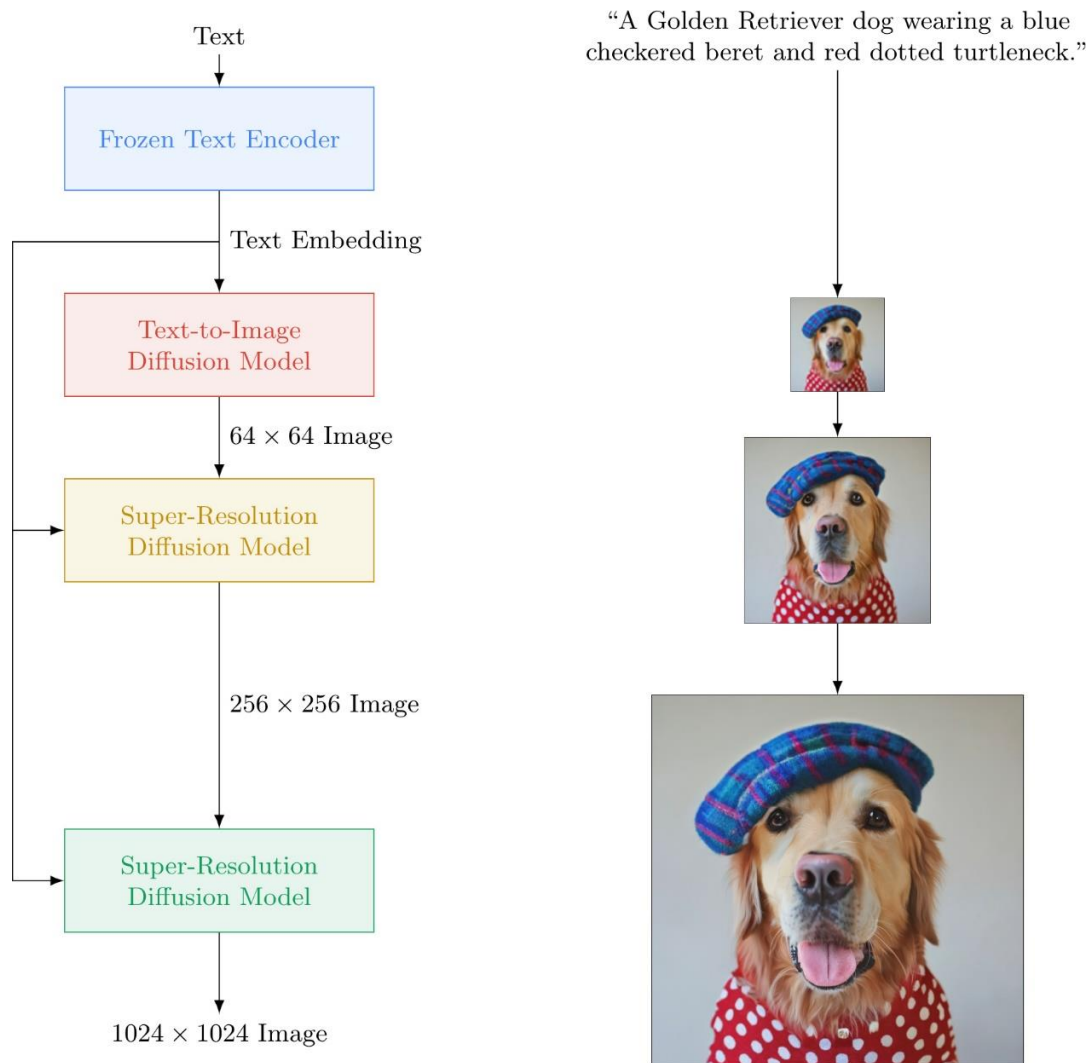 Text
Frozen Text Encoder
Text Embedding
Text-to-Image
Diffusion Model
64 × 64 Image
Super-Resolution
Diffusion Model
256 × 256 Image
Super-Resolution
Diffusion Model
1024 × 1024 Image
“A Golden Retriever dog wearing a blue
checkered beret and red dotted turtleneck.”